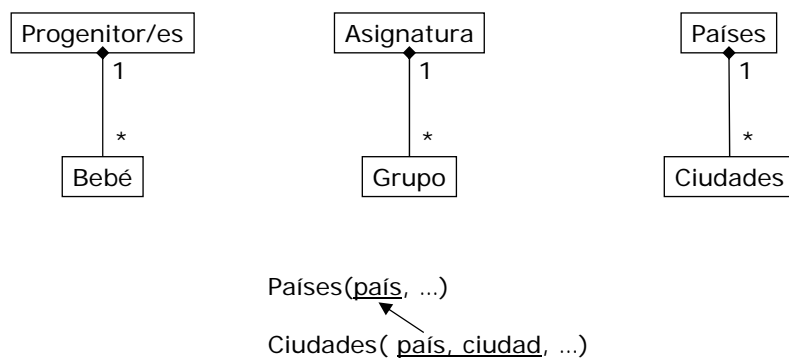 Progenitor/es Asignatura Países
1 1 1
* * *
Bebé Grupo Ciudades
Países(país, ...)
Ciudades( país, ciudad, ...)